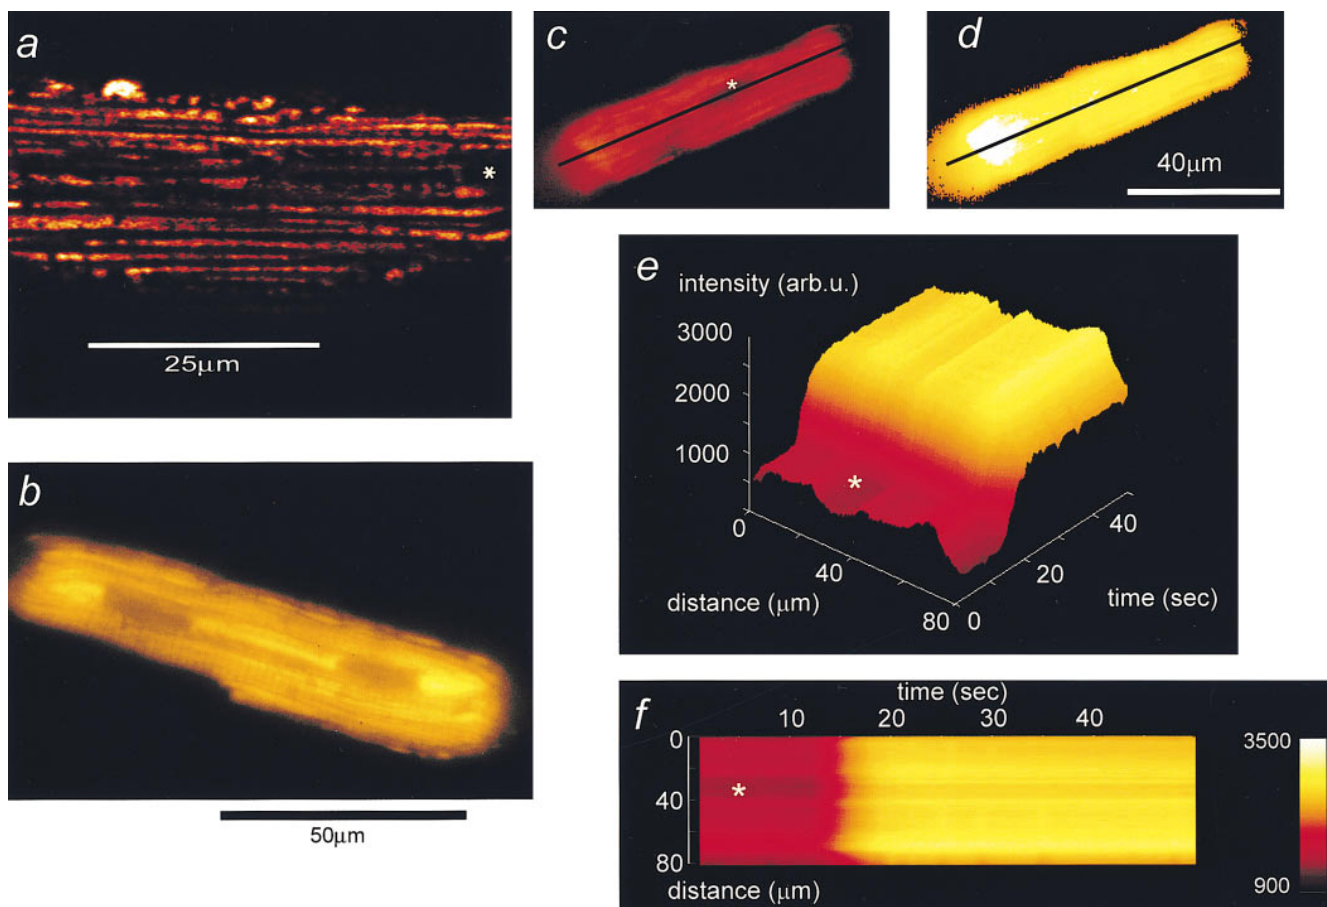 a
*
25μm
b
50μm
c
*
d
40μm
e
intensity (arb.u.)
3000
2000
1000
*
0
40
80
distance (μm)
0
20
40
time (sec)
f
time (sec)
10 20 30 40
0
40
80
*
distance (μm)
3500
900